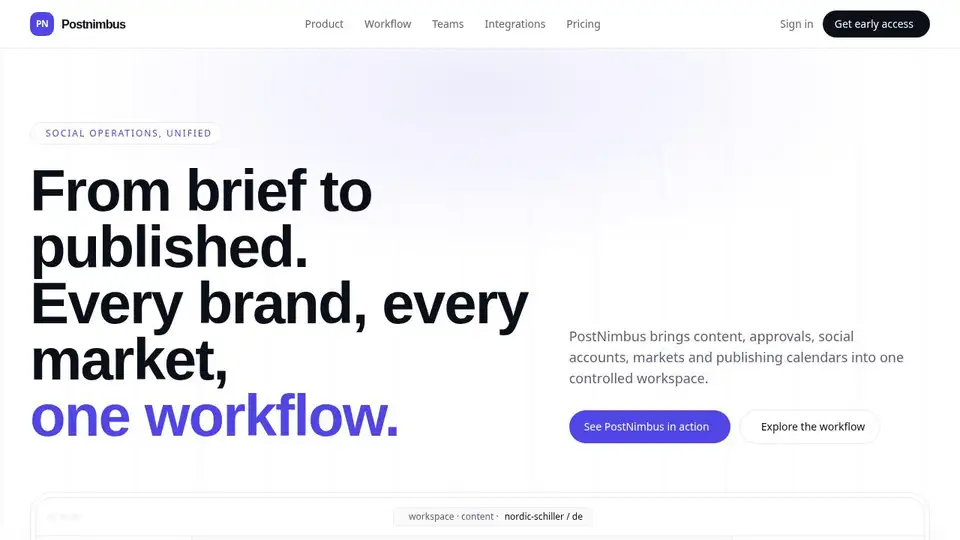 PN Postnimbus
Product Workflow Teams Integrations Pricing
Sign in Get early access
SOCIAL OPERATIONS, UNIFIED
From brief to
published.
Every brand, every
market,
one workflow.
PostNimbus brings content, approvals, social
accounts, markets and publishing calendars into one
controlled workspace.
See PostNimbus in action
Explore the workflow
workspace · content · nordic-schiller / de